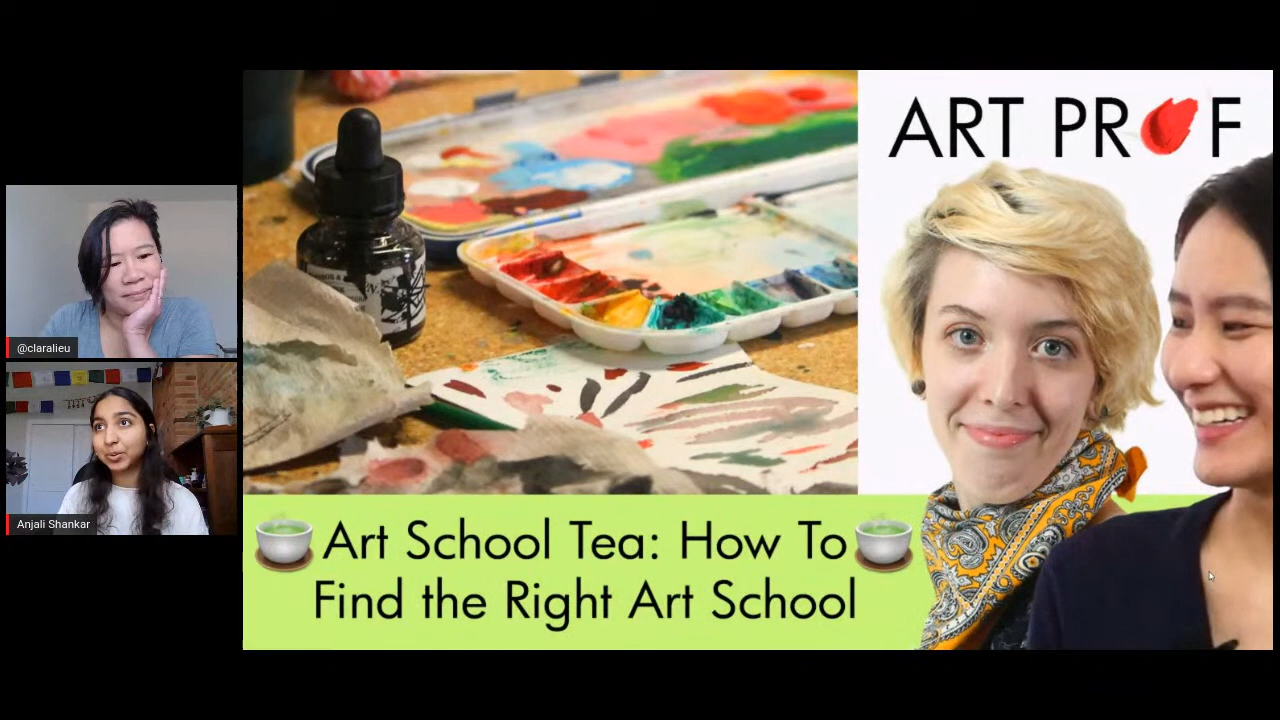 ART PROF
@claralieu
Anjali Shankar
Art School Tea: How To
Find the Right Art School